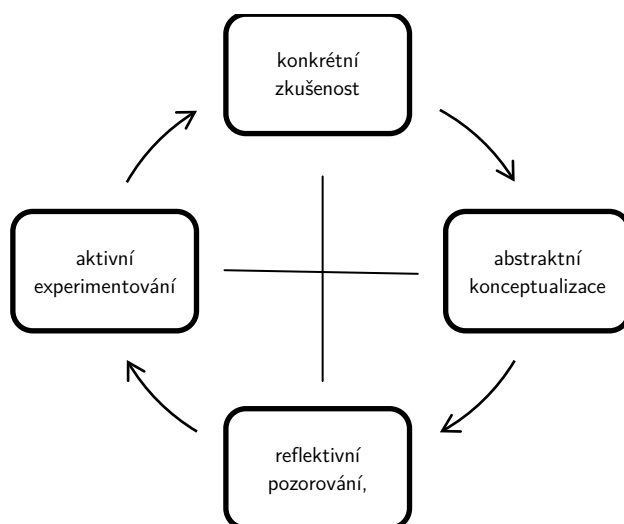 konkrétní
zkušenost
aktivní
experimentování
abstraktní
konceptualizace
reflektivní
pozorování,